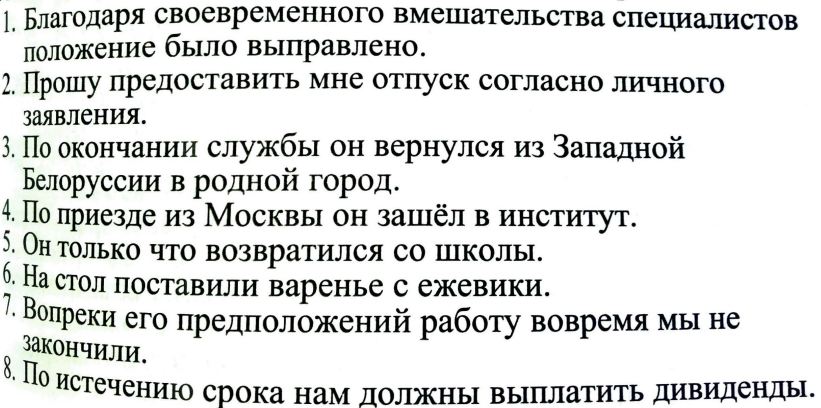 1. Благодаря своевременного вмешательства специалистов
положение было выправлено.
2. Прошу предоставить мне отпуск согласно личного
заявления.
3. По окончании службы он вернулся из Западной
Белоруссии в родной город.
4. По приезде из Москвы он зашёл в институт.
5. Он только что возвратился со школы.
6. На стол поставили варенье с ежевики.
7. Вопреки его предположений работу вовремя мы не
закончили.
8. По истечению срока нам должны выплатить дивиденды.